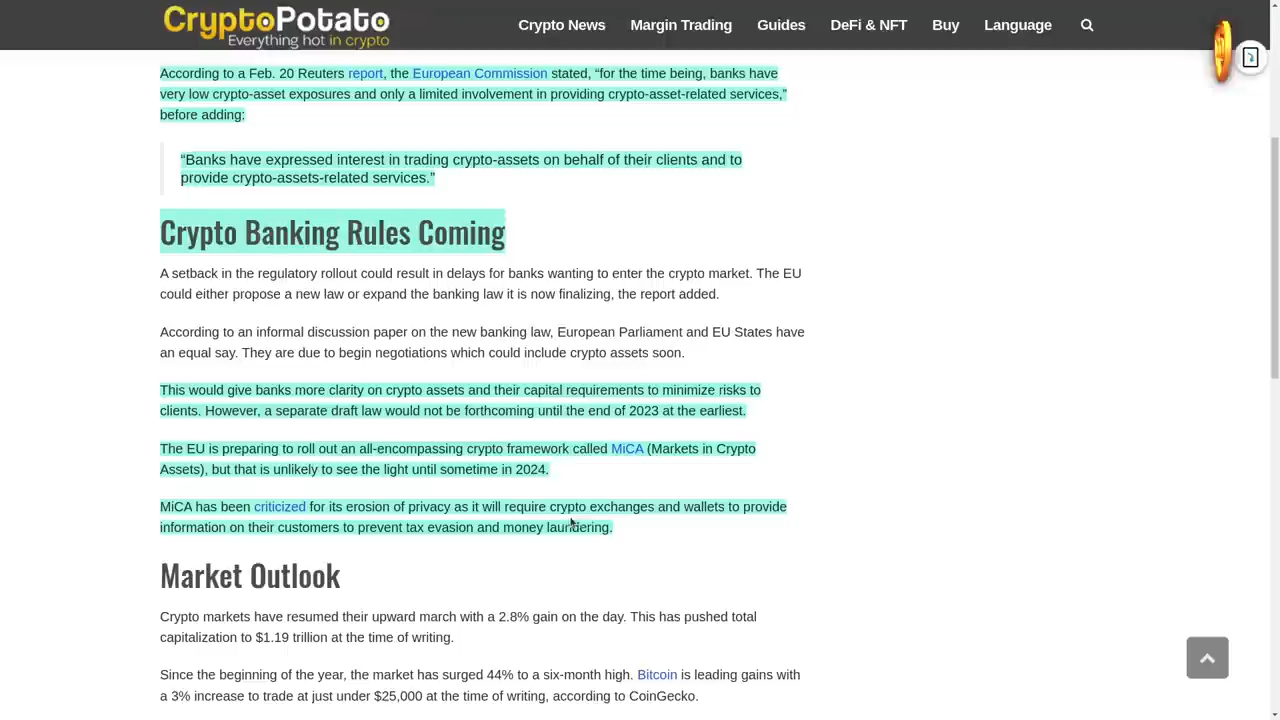 CryptoPotato
Everything hot in crypto
Crypto News Margin Trading Guides DeFi & NFT Buy Language
According to a Feb. 20 Reuters report, the European Commission stated, “for the time being, banks have
very low crypto-asset exposures and only a limited involvement in providing crypto-asset-related services,”
before adding:
“Banks have expressed interest in trading crypto-assets on behalf of their clients and to
provide crypto-assets-related services.”
Crypto Banking Rules Coming
A setback in the regulatory rollout could result in delays for banks wanting to enter the crypto market. The EU
could either propose a new law or expand the banking law it is now finalizing, the report added.
According to an informal discussion paper on the new banking law, European Parliament and EU States have
an equal say. They are due to begin negotiations which could include crypto assets soon.
This would give banks more clarity on crypto assets and their capital requirements to minimize risks to
clients. However, a separate draft law would not be forthcoming until the end of 2023 at the earliest.
The EU is preparing to roll out an all-encompassing crypto framework called MiCA (Markets in Crypto
Assets), but that is unlikely to see the light until sometime in 2024.
MiCA has been criticized for its erosion of privacy as it will require crypto exchanges and wallets to provide
information on their customers to prevent tax evasion and money laundering.
Market Outlook
Crypto markets have resumed their upward march with a 2.8% gain on the day. This has pushed total
capitalization to $1.19 trillion at the time of writing.
Since the beginning of the year, the market has surged 44% to a six-month high. Bitcoin is leading gains with
a 3% increase to trade at just under $25,000 at the time of writing, according to CoinGecko.